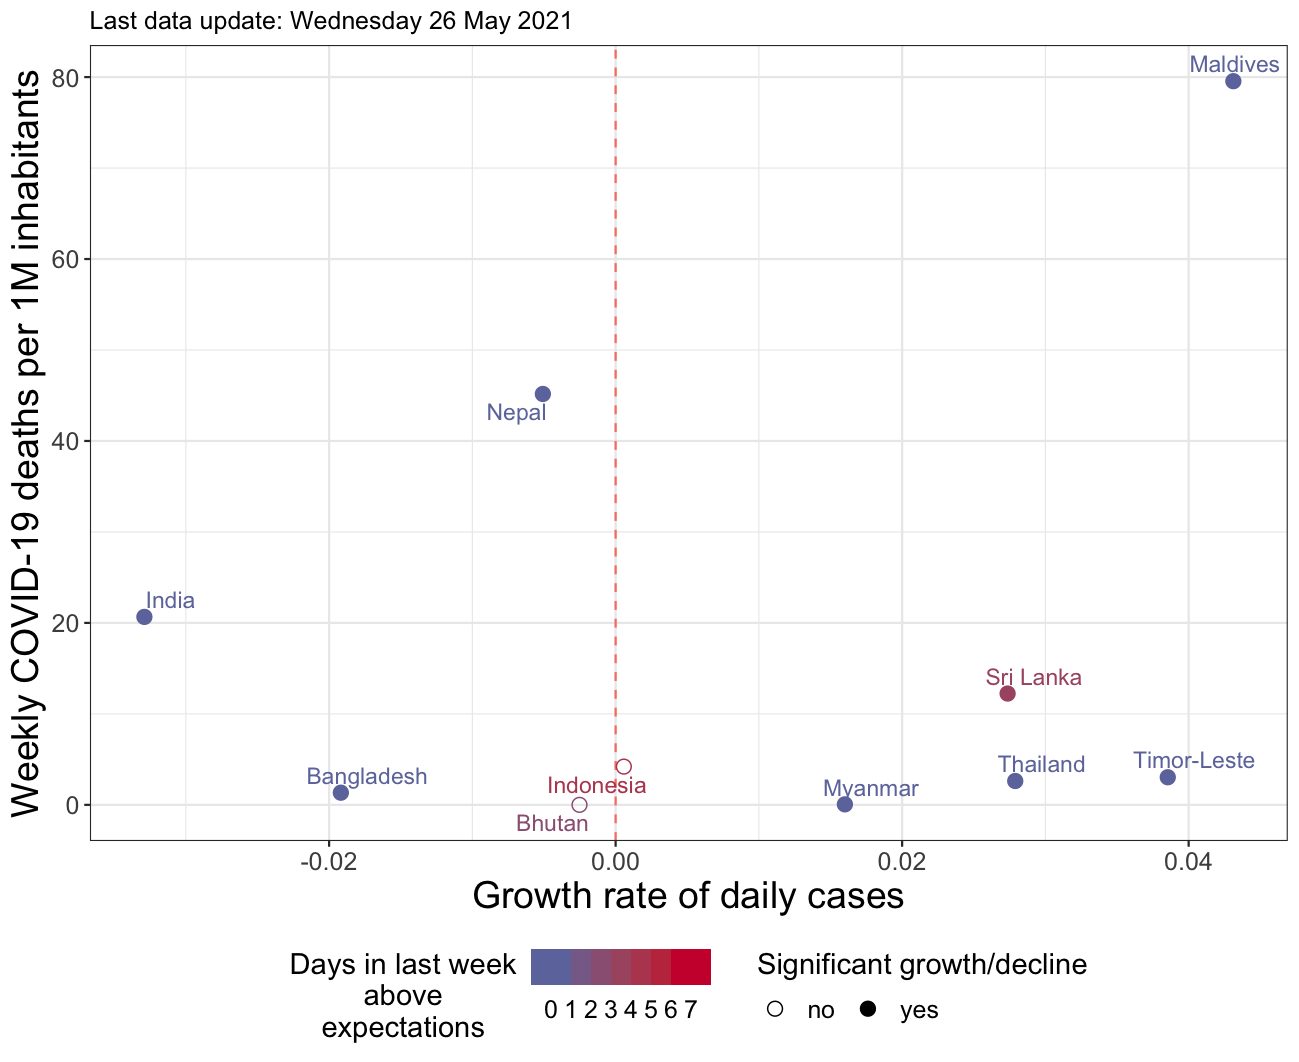 Last data update: Wednesday 26 May 2021
Weekly COVID-19 deaths per 1M inhabitants
80
60
40
20
0
Maldives
Nepal
India
Sri Lanka
Bangladesh
Indonesia
Bhutan
Myanmar
Thailand
Timor-Leste
-0.02
0.00
0.02
0.04
Growth rate of daily cases
Days in last week
above
expectations
0 1 2 3 4 5 6 7
Significant growth/decline
no
yes